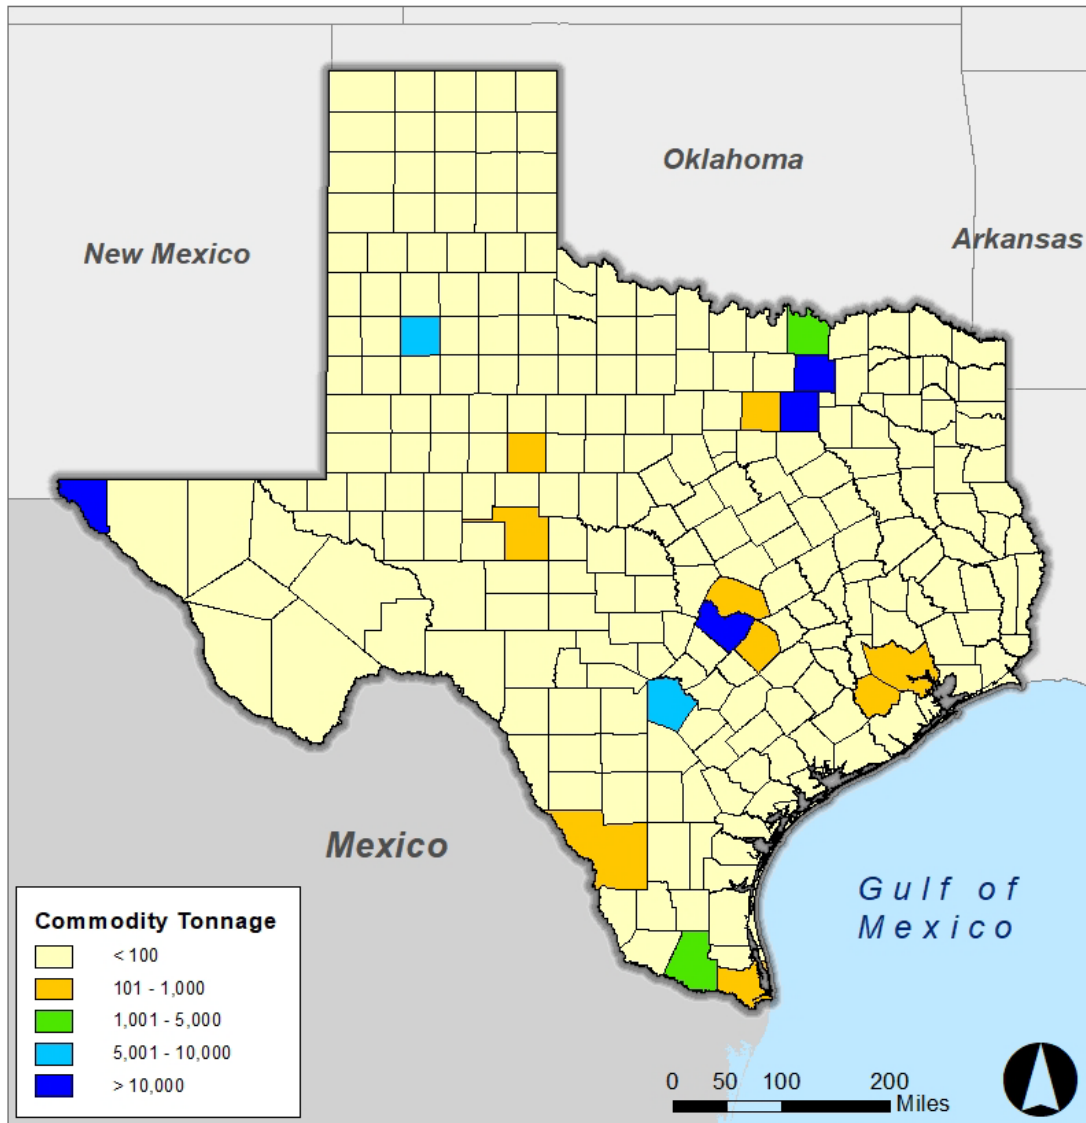 Oklahoma
New Mexico
Arkansas
Mexico
Gulf of
Mexico
Commodity Tonnage
< 100
101 - 1,000
1,001 - 5,000
5,001 - 10,000
> 10,000
0 50 100 200
Miles